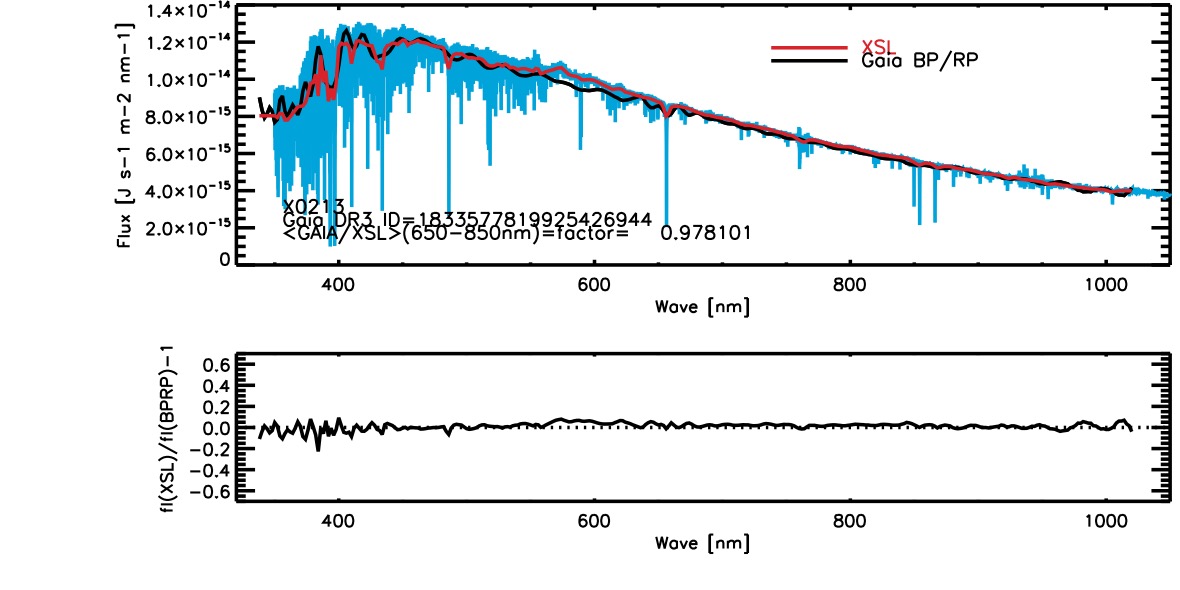 1.4×10⁻¹⁴
1.2×10⁻¹⁴
1.0×10⁻¹⁴
8.0×10⁻¹⁵
6.0×10⁻¹⁵
4.0×10⁻¹⁵
2.0×10⁻¹⁵
0
Flux [J s−1 m−2 nm−1]
XSL
Gaia BP/RP
X0213
Gaia DR3 ID=18335778199925426944
<GAIA/XSL>(650−850nm)=factor= 0.978101
400 600 800 1000
Wave [nm]
fl(XSL)/fl(BPRP)−1
0.6
0.4
0.2
0.0
−0.2
−0.4
−0.6
400 600 800 1000
Wave [nm]